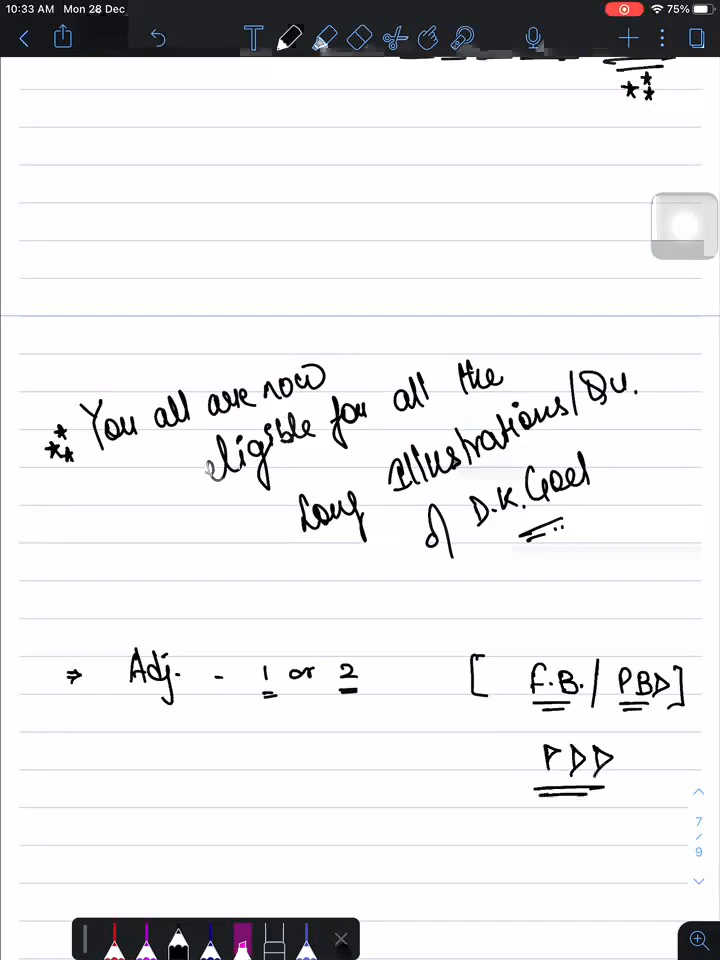 10:33 AM Mon 28 Dec
75%
T
You all are now
eligible for all the
Long Illustrations/Qu.
of D.K. Goel
⇒ Adj. - 1 or 2 [ F.B./ PBD]
PDD
7
/
9